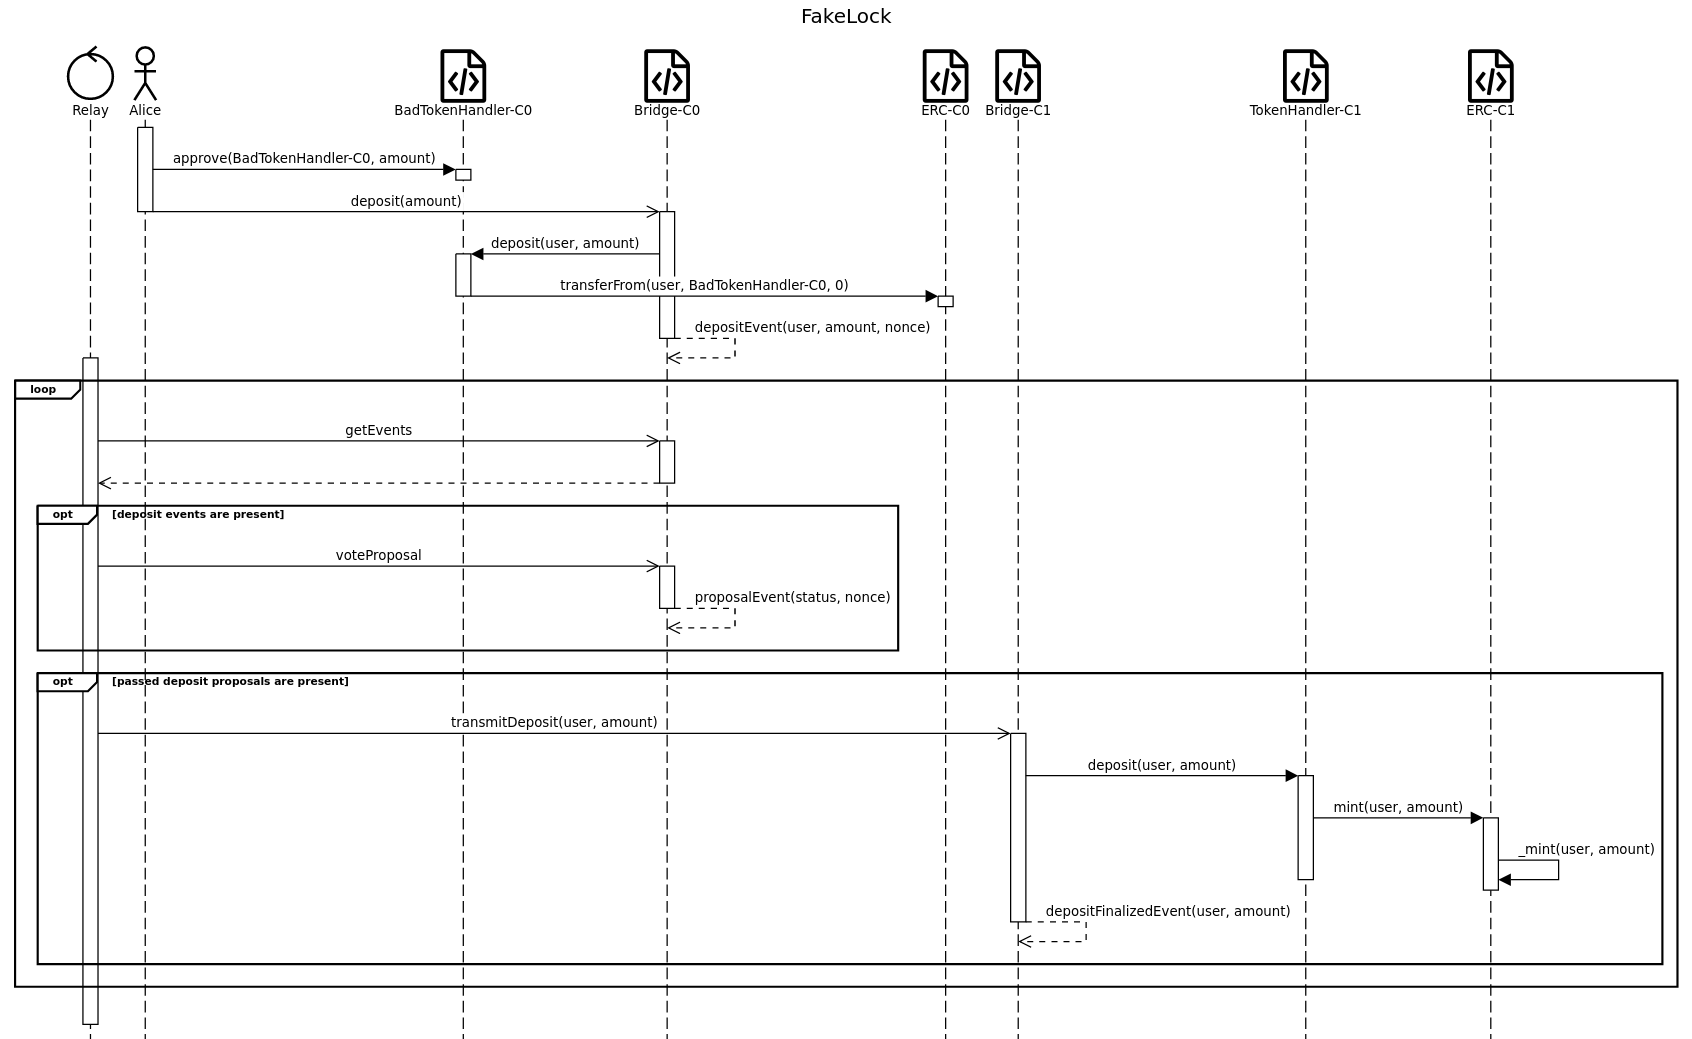 FakeLock
Relay
Alice
BadTokenHandler-C0
Bridge-C0
ERC-C0
Bridge-C1
TokenHandler-C1
ERC-C1
approve(BadTokenHandler-C0, amount)
deposit(amount)
deposit(user, amount)
transferFrom(user, BadTokenHandler-C0, 0)
depositEvent(user, amount, nonce)
loop
getEvents
opt
[deposit events are present]
voteProposal
proposalEvent(status, nonce)
opt
[passed deposit proposals are present]
transmitDeposit(user, amount)
deposit(user, amount)
mint(user, amount)
_mint(user, amount)
depositFinalizedEvent(user, amount)